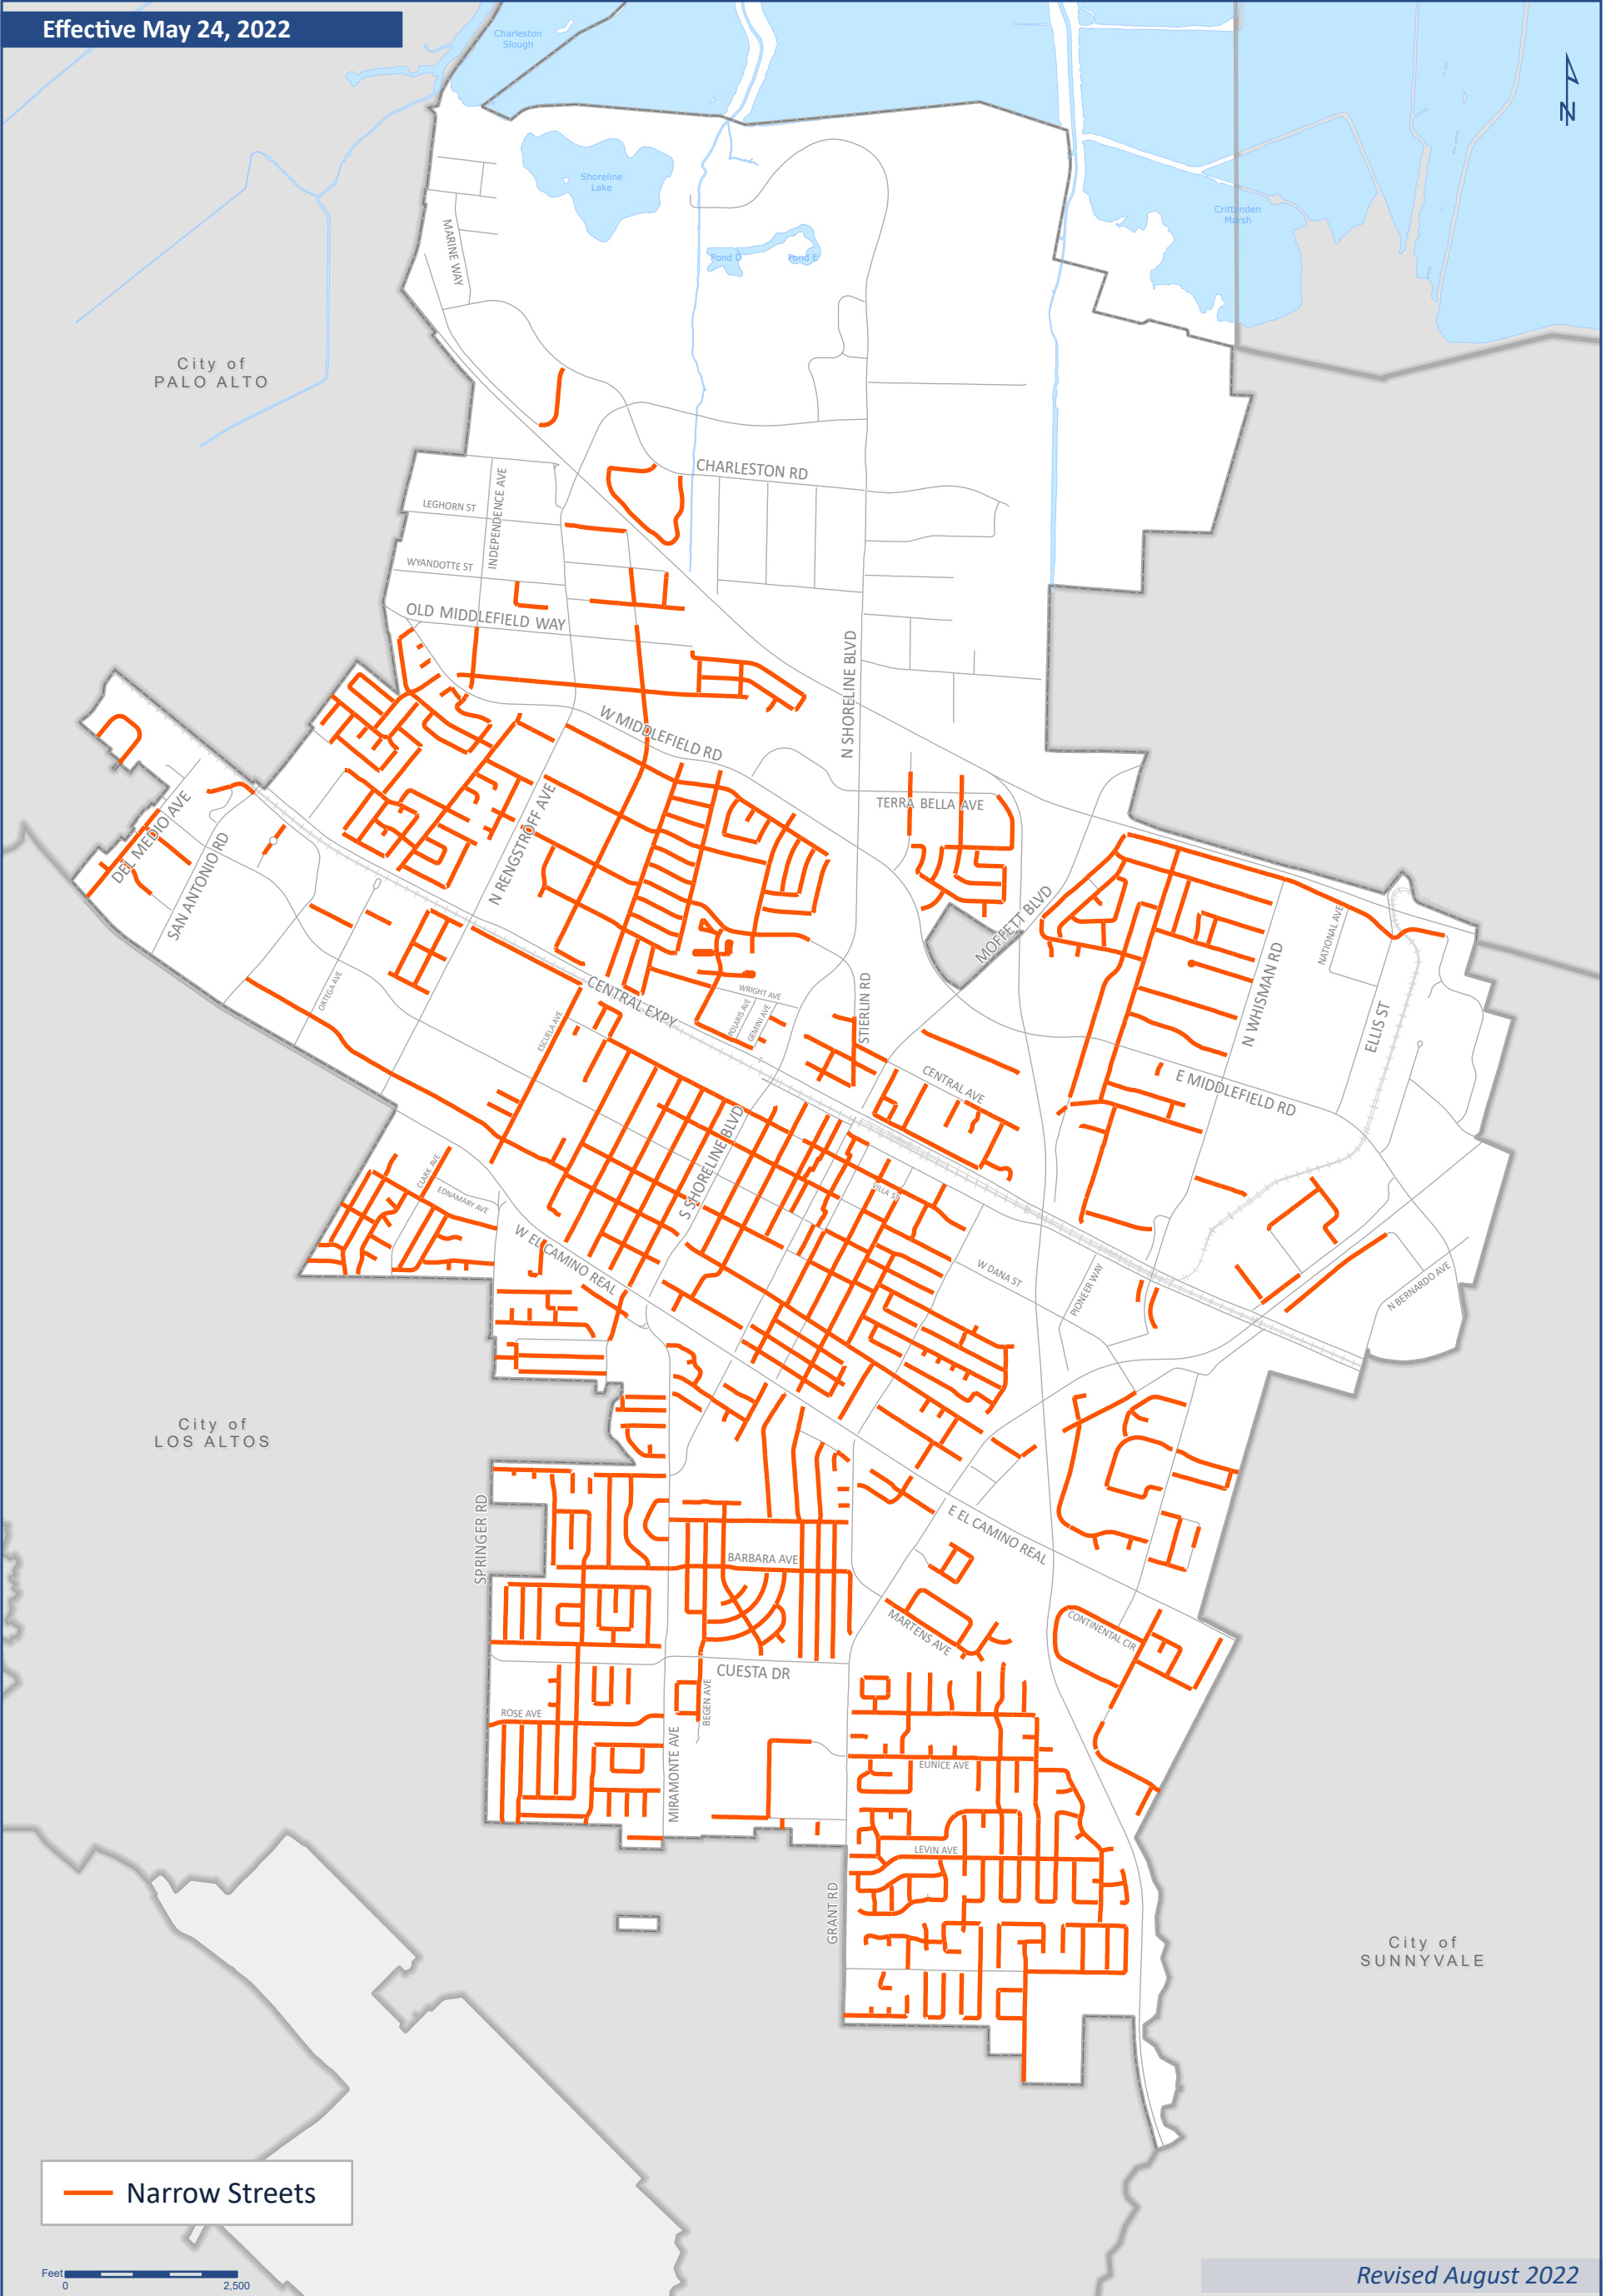 Effective May 24, 2022
Charleston
Slough
N
Shoreline
Lake
Crittenden
Marsh
MARINE WAY
Pond D
Pond E
City of
PALO ALTO
CHARLESTON RD
INDEPENDENCE AVE
LEGHORN ST
WYANDOTTE ST
OLD MIDDLEFIELD WAY
N SHORELINE BLVD
W MIDDLEFIELD RD
TERRA BELLA AVE
DEL MEDIO AVE
SAN ANTONIO RD
N RENGSTROFF AVE
MOFFETT BLVD
NATIONAL AVE
N WHISMAN RD
ELLIS ST
ORTEGA AVE
CENTRAL EXPY
WRIGHT AVE
POLARIS AVE
GEMINI AVE
STIERLIN RD
ESCUELA AVE
CENTRAL AVE
E MIDDLEFIELD RD
S SHORELINE BLVD
CLARK AVE
EDNAMARY AVE
VILLA ST
W EL CAMINO REAL
W DANA ST
PIONEER WAY
N BERNARDO AVE
City of
LOS ALTOS
SPRINGER RD
E EL CAMINO REAL
BARBARA AVE
MARTENS AVE
CONTINENTAL CIR
CUESTA DR
BEGEN AVE
ROSE AVE
MIRAMONTE AVE
EUNICE AVE
LEVIN AVE
GRANT RD
City of
SUNNYVALE
Narrow Streets
Feet
0
2,500
Revised August 2022